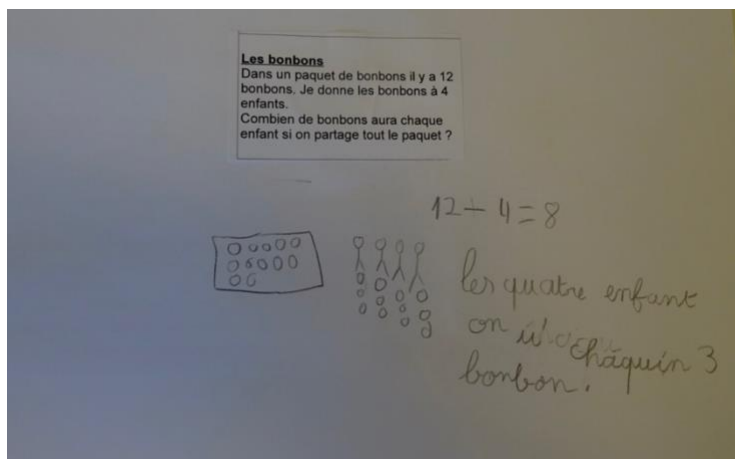 Les bonbons
Dans un paquet de bonbons il y a 12
bonbons. Je donne les bonbons à 4
enfants.
Combien de bonbons aura chaque
enfant si on partage tout le paquet ?
12 - 4 = 8
les quatre enfant
on chaquin 3
bonbon.